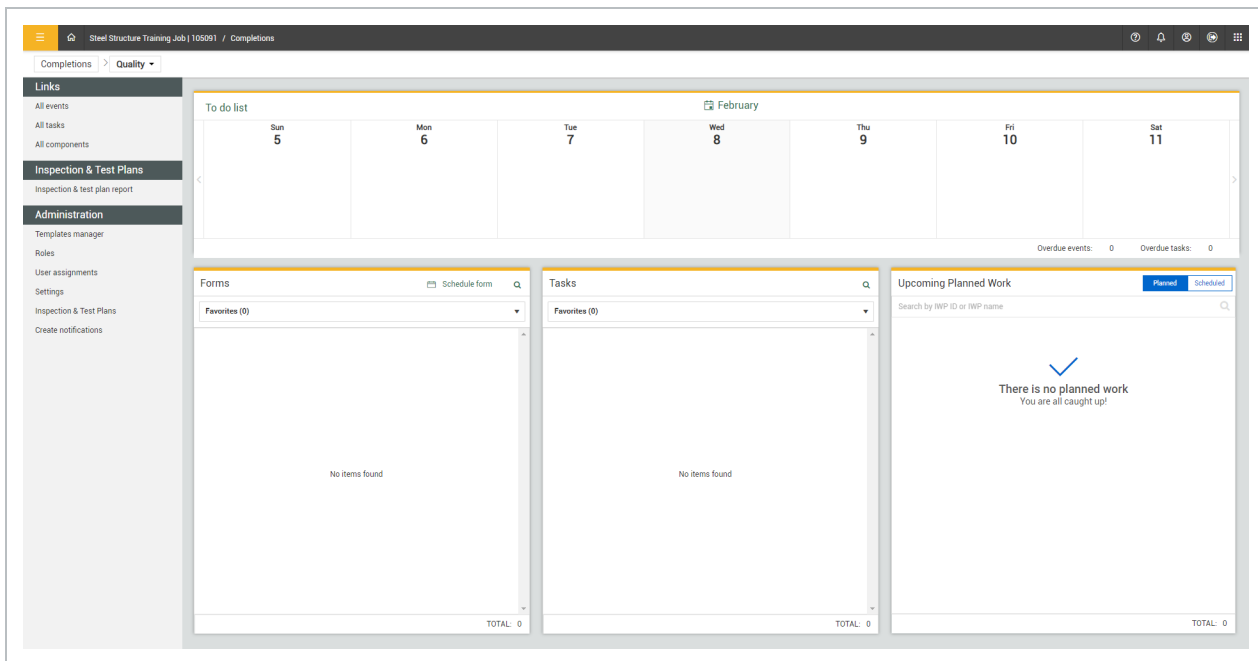 Steel Structure Training Job | 105091 / Completions
Completions > Quality
Links
All events
All tasks
All components
Inspection & Test Plans
Inspection & test plan report
Administration
Templates manager
Roles
User assignments
Settings
Inspection & Test Plans
Create notifications
To do list
February
Sun Mon Tue Wed Thu Fri Sat
5 6 7 8 9 10 11
Overdue events: 0 Overdue tasks: 0
Forms
Schedule form
Favorites (0)
No items found
TOTAL: 0
Tasks
Favorites (0)
No items found
TOTAL: 0
Upcoming Planned Work
Planned Scheduled
Search by IWP ID or IWP name
There is no planned work
You are all caught up!
TOTAL: 0